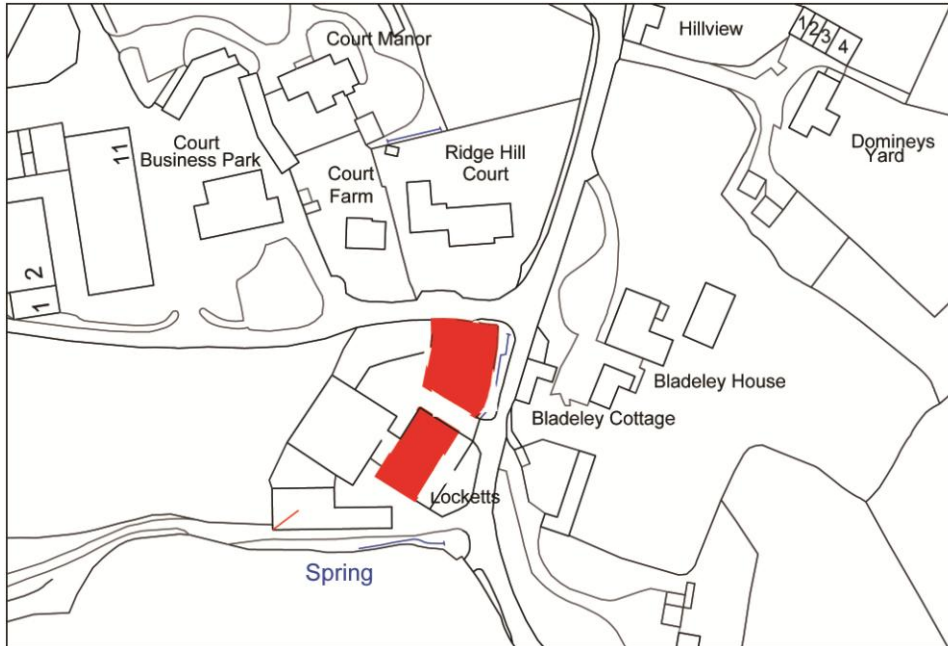 Hillview
1
2
3
4
Court Manor
Court
Business Park
11
Ridge Hill
Court
Domineys
Yard
Court
Farm
2
1
Bladeley House
Bladeley Cottage
Locketts
Spring